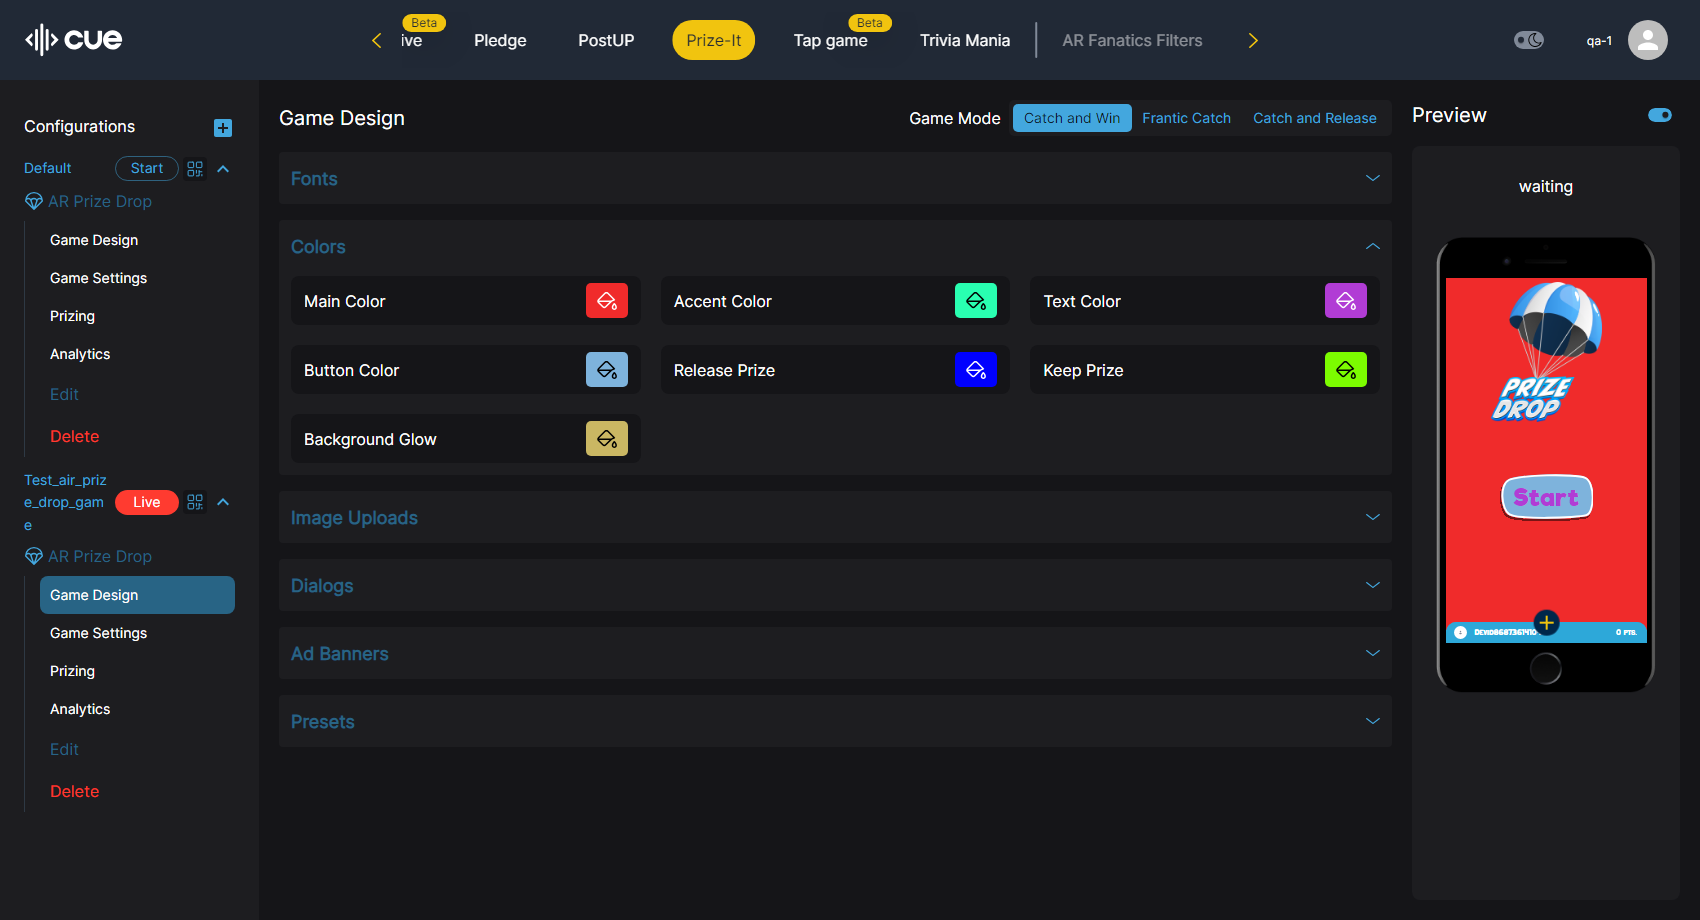 cue
Beta
ive
Pledge
PostUP
Prize-It
Beta
Tap game
Trivia Mania
AR Fanatics Filters
qa-1
Configurations
Default
Start
AR Prize Drop
Game Design
Game Settings
Prizing
Analytics
Edit
Delete
Test_air_priz
e_drop_gam
e
Live
AR Prize Drop
Game Design
Game Settings
Prizing
Analytics
Edit
Delete
Game Design
Game Mode
Catch and Win
Frantic Catch
Catch and Release
Fonts
Colors
Main Color
Accent Color
Text Color
Button Color
Release Prize
Keep Prize
Background Glow
Image Uploads
Dialogs
Ad Banners
Presets
Preview
waiting
PRIZE
DROP
Start
0 PTS.